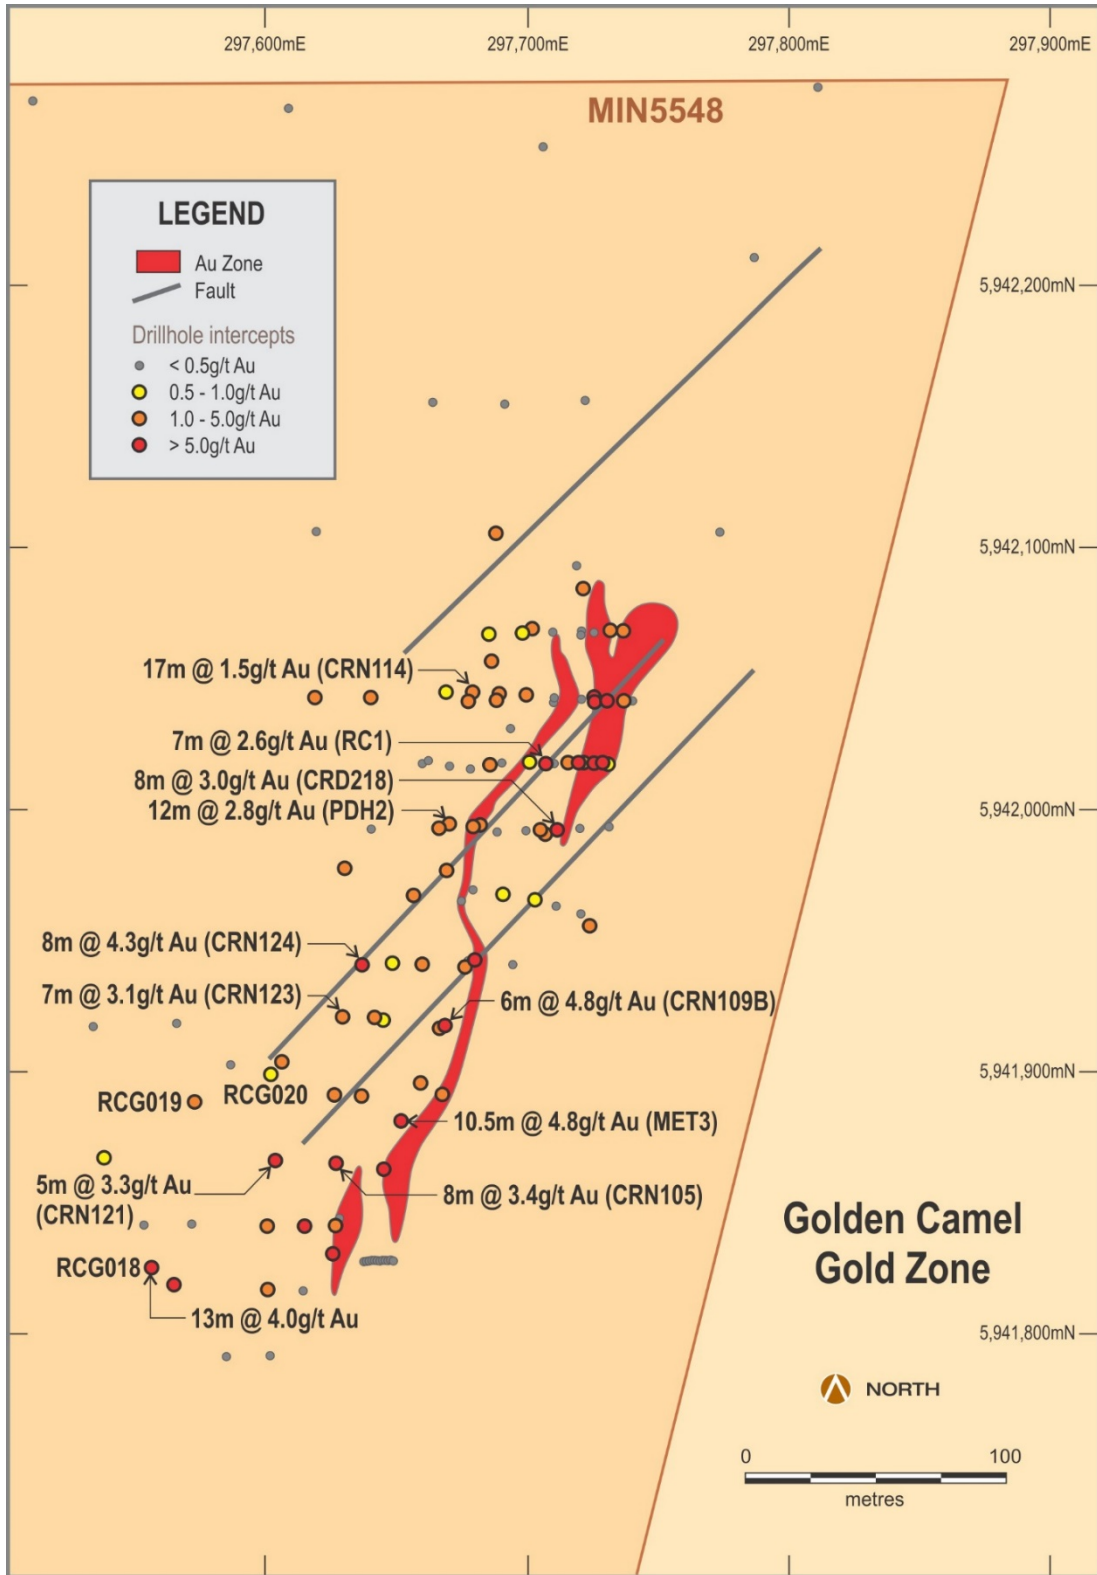 297,600mE
297,700mE
297,800mE
297,900mE
MIN5548
LEGEND
Au Zone
Fault
Drillhole intercepts
< 0.5g/t Au
0.5 - 1.0g/t Au
1.0 - 5.0g/t Au
> 5.0g/t Au
5,942,200mN
5,942,100mN
17m @ 1.5g/t Au (CRN114)
7m @ 2.6g/t Au (RC1)
8m @ 3.0g/t Au (CRD218)
12m @ 2.8g/t Au (PDH2)
5,942,000mN
8m @ 4.3g/t Au (CRN124)
7m @ 3.1g/t Au (CRN123)
6m @ 4.8g/t Au (CRN109B)
RCG019
RCG020
5,941,900mN
10.5m @ 4.8g/t Au (MET3)
5m @ 3.3g/t Au
(CRN121)
8m @ 3.4g/t Au (CRN105)
RCG018
13m @ 4.0g/t Au
Golden Camel
Gold Zone
5,941,800mN
NORTH
0
100
metres